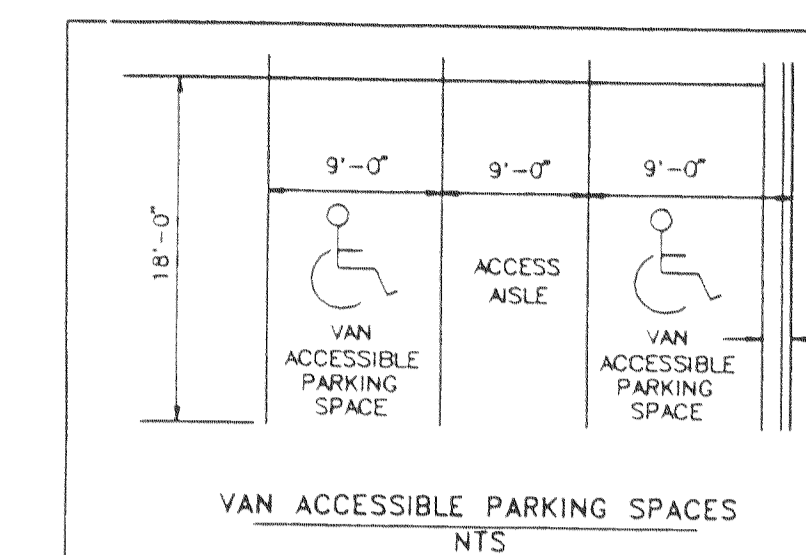 9'-0"
9'-0"
9'-0"
18'-0"
VAN
ACCESSIBLE
PARKING
SPACE
ACCESS
AISLE
VAN
ACCESSIBLE
PARKING
SPACE
VAN ACCESSIBLE PARKING SPACES
NTS